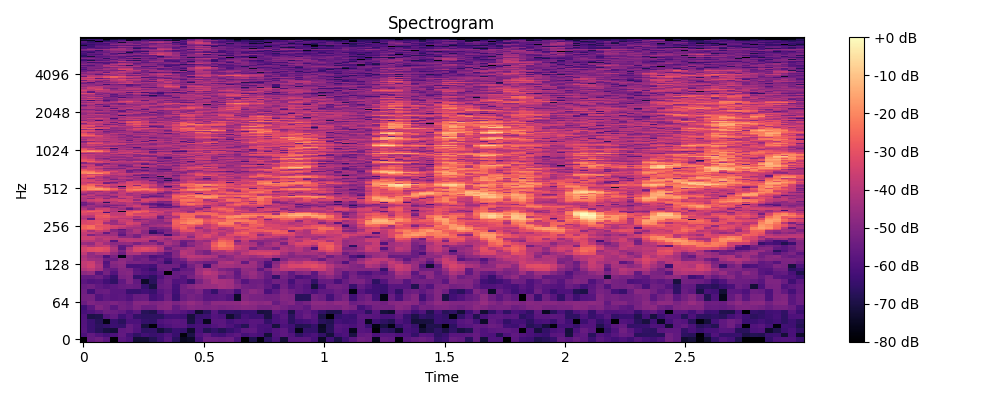 Spectrogram
+0 dB
4096
-10 dB
2048
-20 dB
1024
-30 dB
Hz
512
-40 dB
256
-50 dB
128
-60 dB
64
-70 dB
0
-80 dB
0 0.5 1 1.5 2 2.5
Time